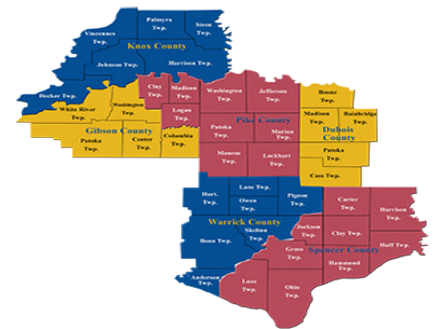 Palmyra
Twp.
Steen
Twp.
Vincennes
Twp.
Knox County
Johnson Twp.
Harrison Twp.
Decker Twp.
Clay
Twp.
Madison
Twp.
Washington
Twp.
Jefferson
Twp.
Boone
Twp.
White River
Twp.
Washington
Twp.
Logan
Twp.
Madison
Twp.
Bainbridge
Twp.
Gibson County
Pike County
Dubois
County
Patoka
Twp.
Center
Twp.
Columbia
Twp.
Patoka
Twp.
Marion
Twp.
Monroe
Twp.
Lockhart
Twp.
Patoka
Twp.
Cass Twp.
Hart.
Twp.
Lane Twp.
Owen
Twp.
Pigeon
Twp.
Carter
Twp.
Harrison
Twp.
Warrick County
Boon Twp.
Skelton
Twp.
Jackson
Twp.
Clay Twp.
Huff Twp.
Spencer County
Grass
Twp.
Hammond
Twp.
Anderson
Twp.
Luce
Twp.
Ohio
Twp.